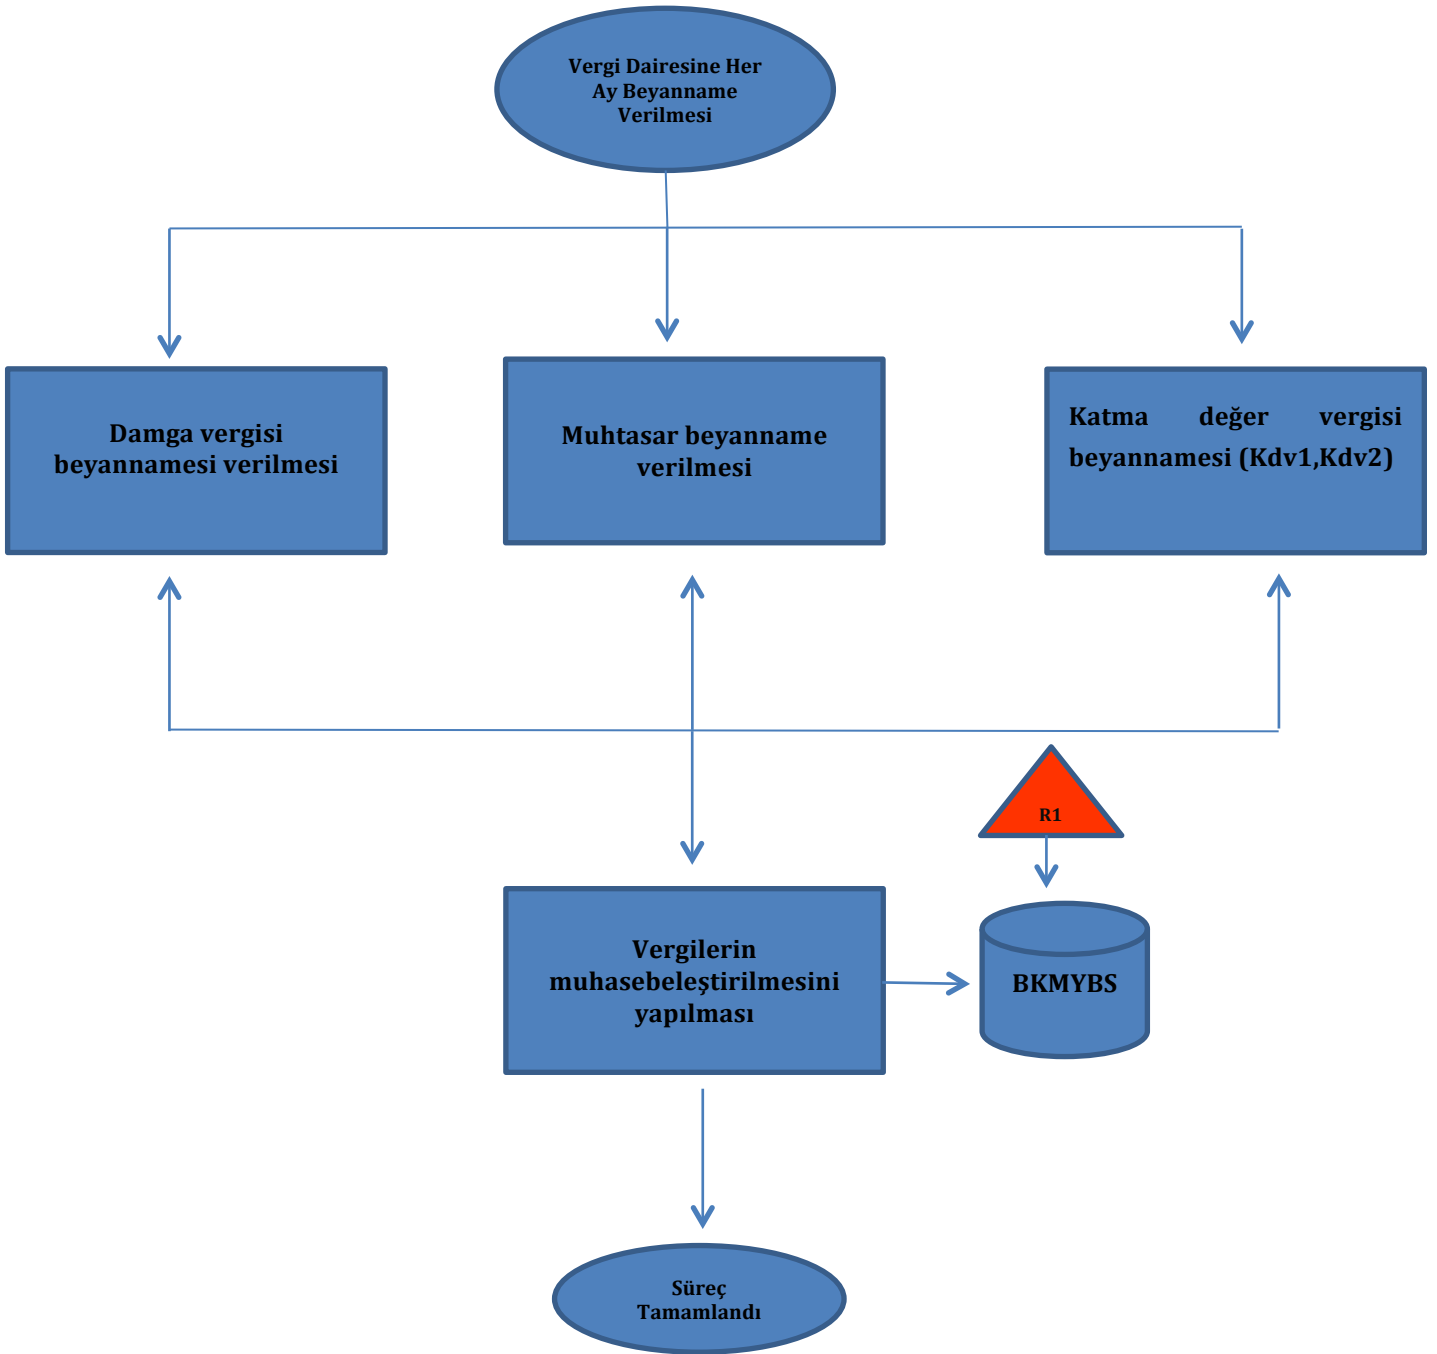 Vergi Dairesine Her
Ay Beyanname
Verilmesi
Damga vergisi
beyannamesi verilmesi
Muhtasar beyanname
verilmesi
Katma değer vergisi
beyannamesi (Kdv1,Kdv2)
R1
Vergilerin
muhasebeleştirilmesini
yapılması
BKMYBS
Süreç
Tamamlandı